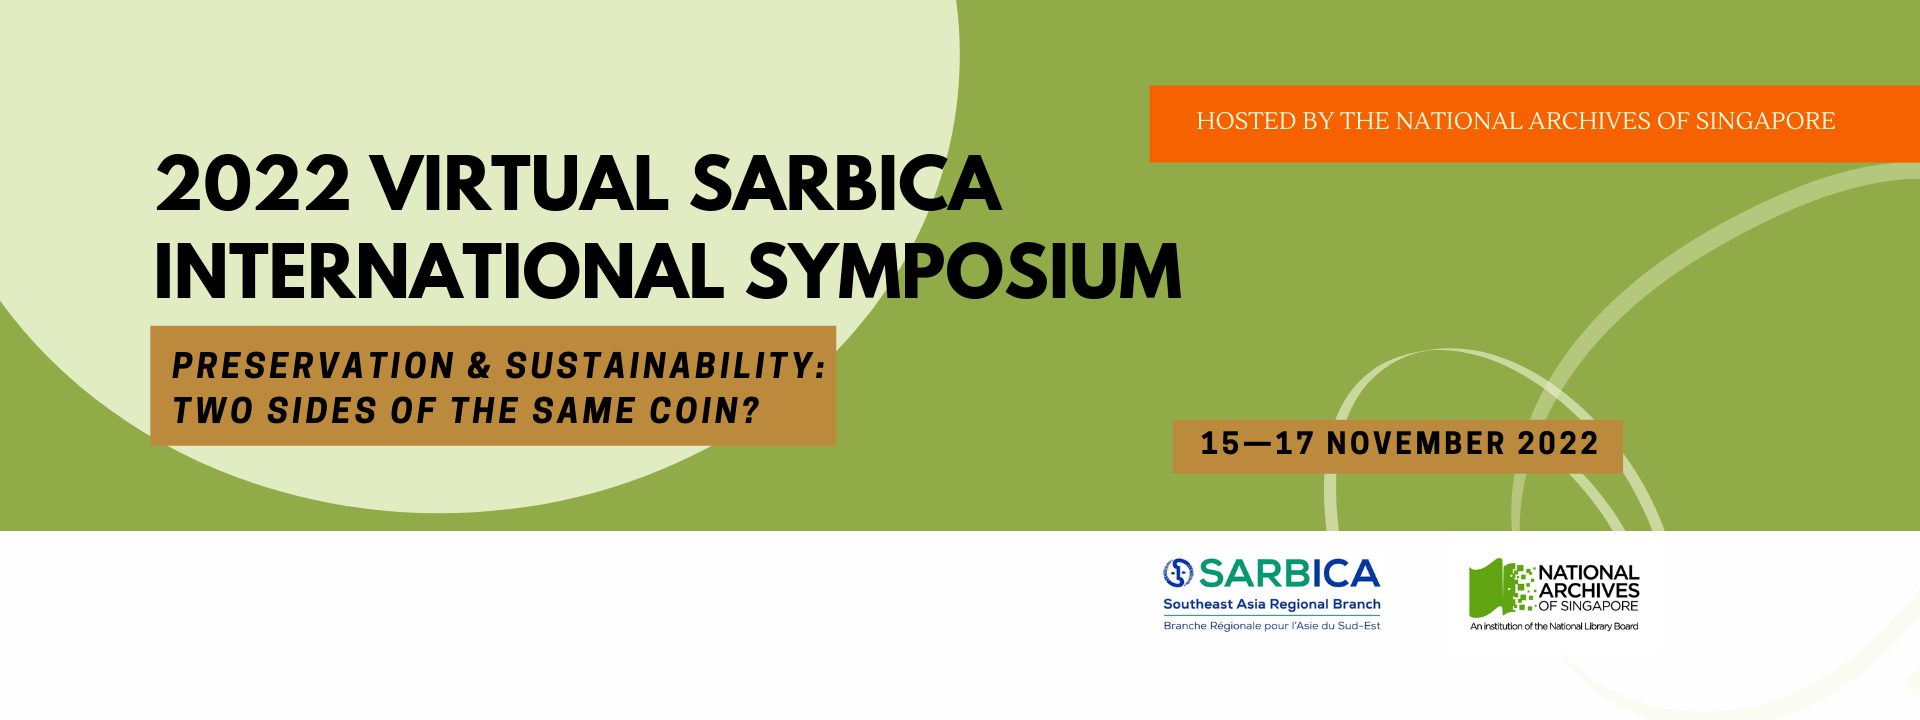 HOSTED BY THE NATIONAL ARCHIVES OF SINGAPORE
2022 VIRTUAL SARBICA
INTERNATIONAL SYMPOSIUM
PRESERVATION & SUSTAINABILITY:
TWO SIDES OF THE SAME COIN?
15—17 NOVEMBER 2022
SARBICA
Southeast Asia Regional Branch
Branche Régionale pour l'Asie du Sud-Est
NATIONAL
ARCHIVES
OF SINGAPORE
An institution of the National Library Board